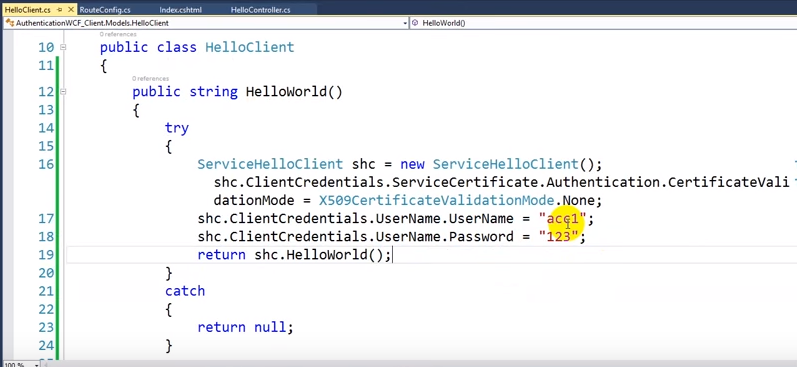 HelloClient.cs RouteConfig.cs Index.cshtml HelloController.cs
AuthenticationWCF_Client.Models.HelloClient HelloWorld()
0 references
10 public class HelloClient
11 {
0 references
12 public string HelloWorld()
13 {
14 try
15 {
16 ServiceHelloClient shc = new ServiceHelloClient();
shc.ClientCredentials.ServiceCertificate.Authentication.CertificateVali
dationMode = X509CertificateValidationMode.None;
17 shc.ClientCredentials.UserName.UserName = "acc1";
18 shc.ClientCredentials.UserName.Password = "123";
19 return shc.HelloWorld();
20 }
21 catch
22 {
23 return null;
24 }
100 %